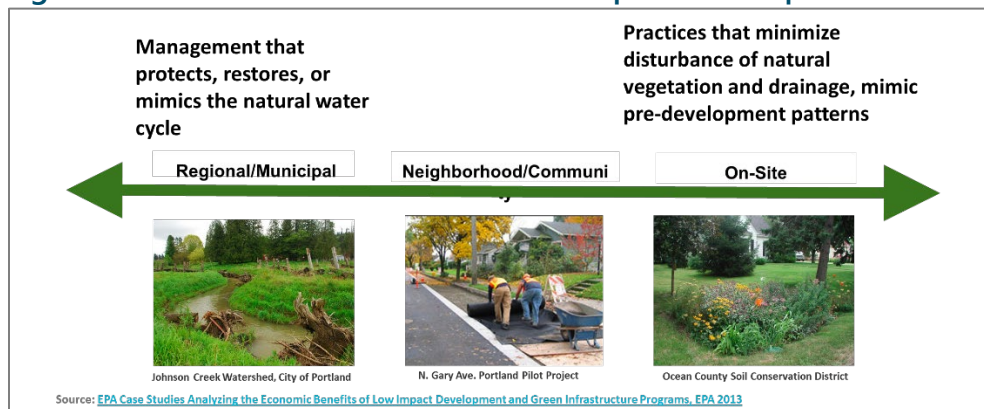 Management that
protects, restores, or
mimics the natural water
cycle
Practices that minimize
disturbance of natural
vegetation and drainage, mimic
pre-development patterns
Regional/Municipal
Neighborhood/Communi
ty
On-Site
Johnson Creek Watershed, City of Portland
N. Gary Ave. Portland Pilot Project
Ocean County Soil Conservation District
Source: EPA Case Studies Analyzing the Economic Benefits of Low Impact Development and Green Infrastructure Programs, EPA 2013